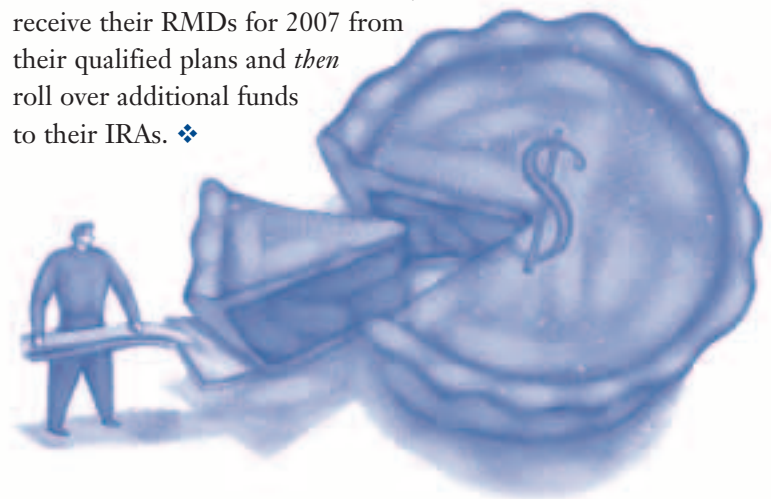 receive their RMDs for 2007 from
their qualified plans and then
roll over additional funds
to their IRAs. ❖
$